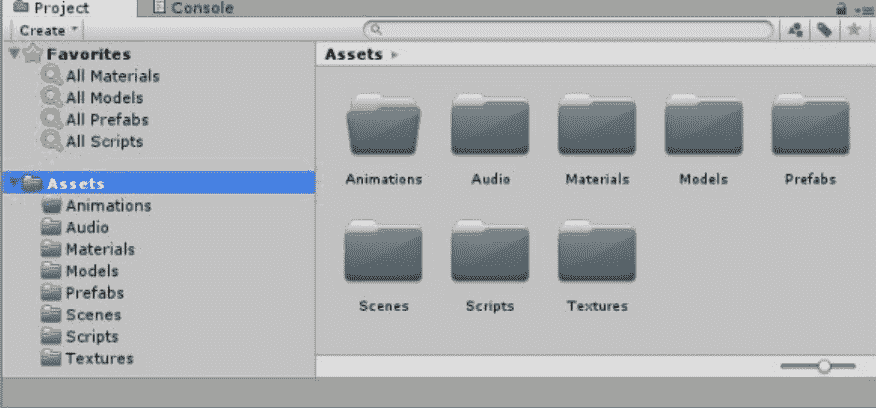 Project Console
Create
Favorites
All Materials
All Models
All Prefabs
All Scripts
Assets
Animations
Audio
Materials
Models
Prefabs
Scenes
Scripts
Textures
Assets
Animations Audio Materials Models Prefabs
Scenes Scripts Textures